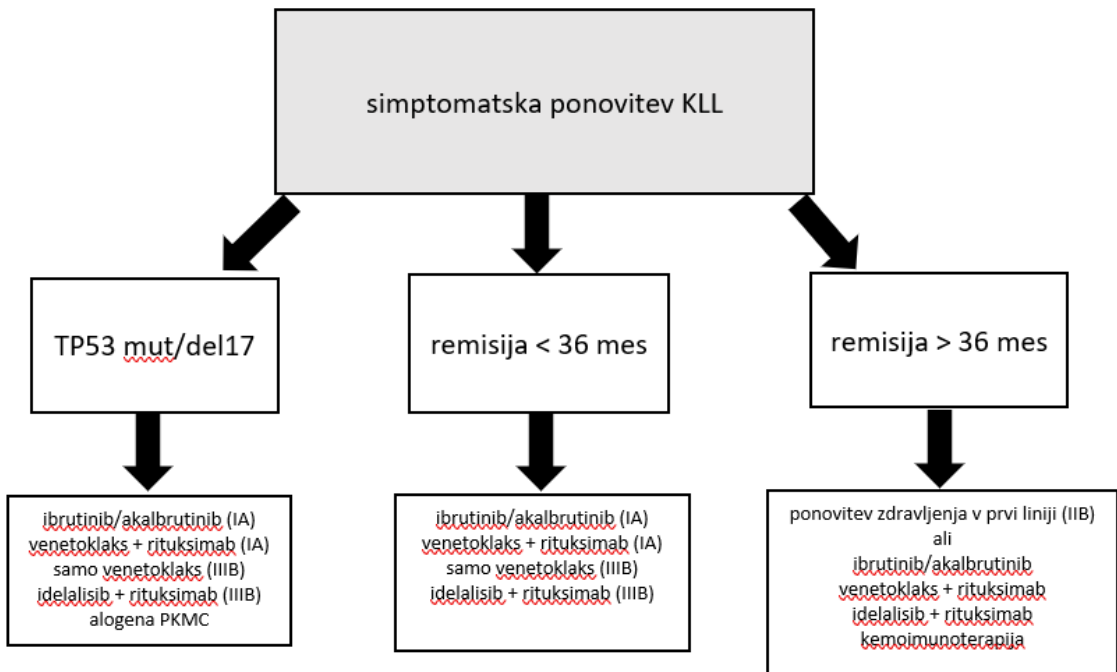 simptomatska ponovitev KLL
TP53 mut/del17
remisija < 36 mes
remisija > 36 mes
ibrutinib/akalbrutinib (IA)
venetoklaks + rituksimab (IA)
samo venetoklaks (IIIB)
idelalisib + rituksimab (IIIB)
alogena PKMC
ibrutinib/akalbrutinib (IA)
venetoklaks + rituksimab (IA)
samo venetoklaks (IIIB)
idelalisib + rituksimab (IIIB)
ponovitev zdravljenja v prvi liniji (IIB)
ali
ibrutinib/akalbrutinib
venetoklaks + rituksimab
idelalisib + rituksimab
kemoimunoterapija